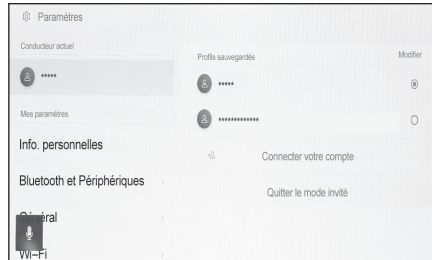 Paramètres
Conducteur actuel
*****
Mes paramètres
Info. personnelles
Bluetooth et Périphériques
Général
Wi-Fi
Profils sauvegardés
Modifier
*****
*************
Connecter votre compte
Quitter le mode invité